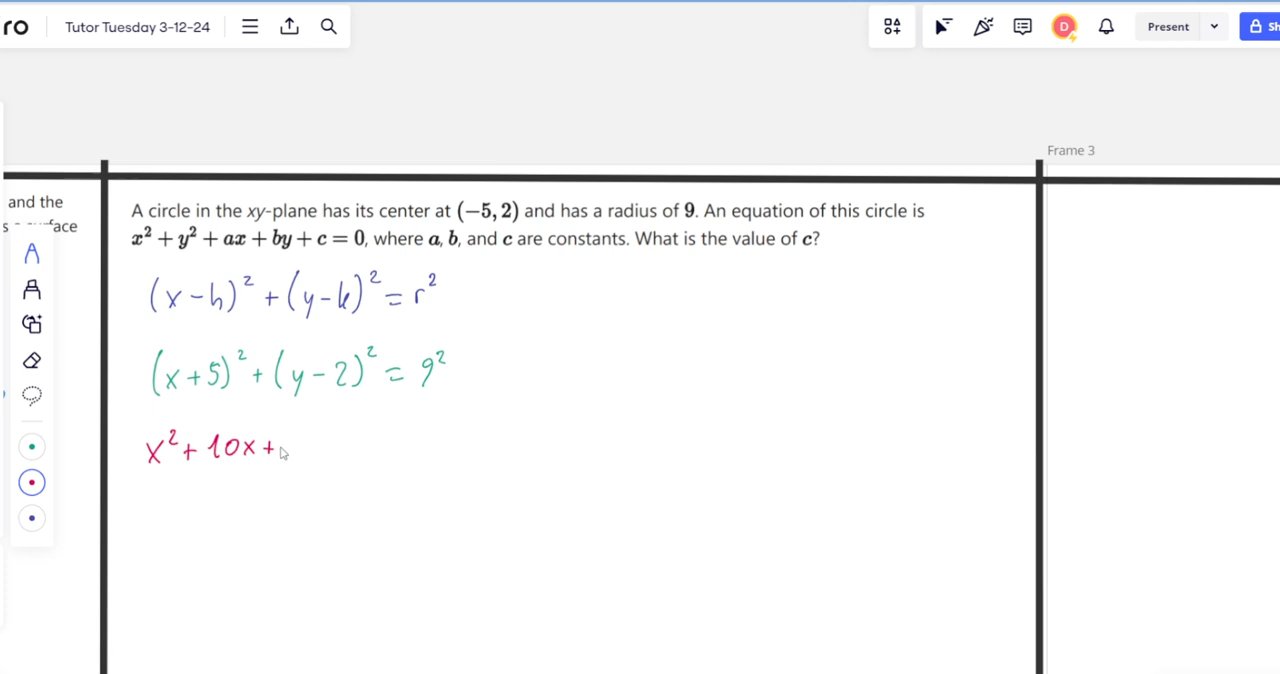 ro
Tutor Tuesday 3-12-24
D
Present
Sh
Frame 3
and the
face
A circle in the xy-plane has its center at (−5, 2) and has a radius of 9. An equation of this circle is
x² + y² + ax + by + c = 0, where a, b, and c are constants. What is the value of c?
(x − h)² + (y − k)² = r²
(x + 5)² + (y − 2)² = 9²
x² + 10x +